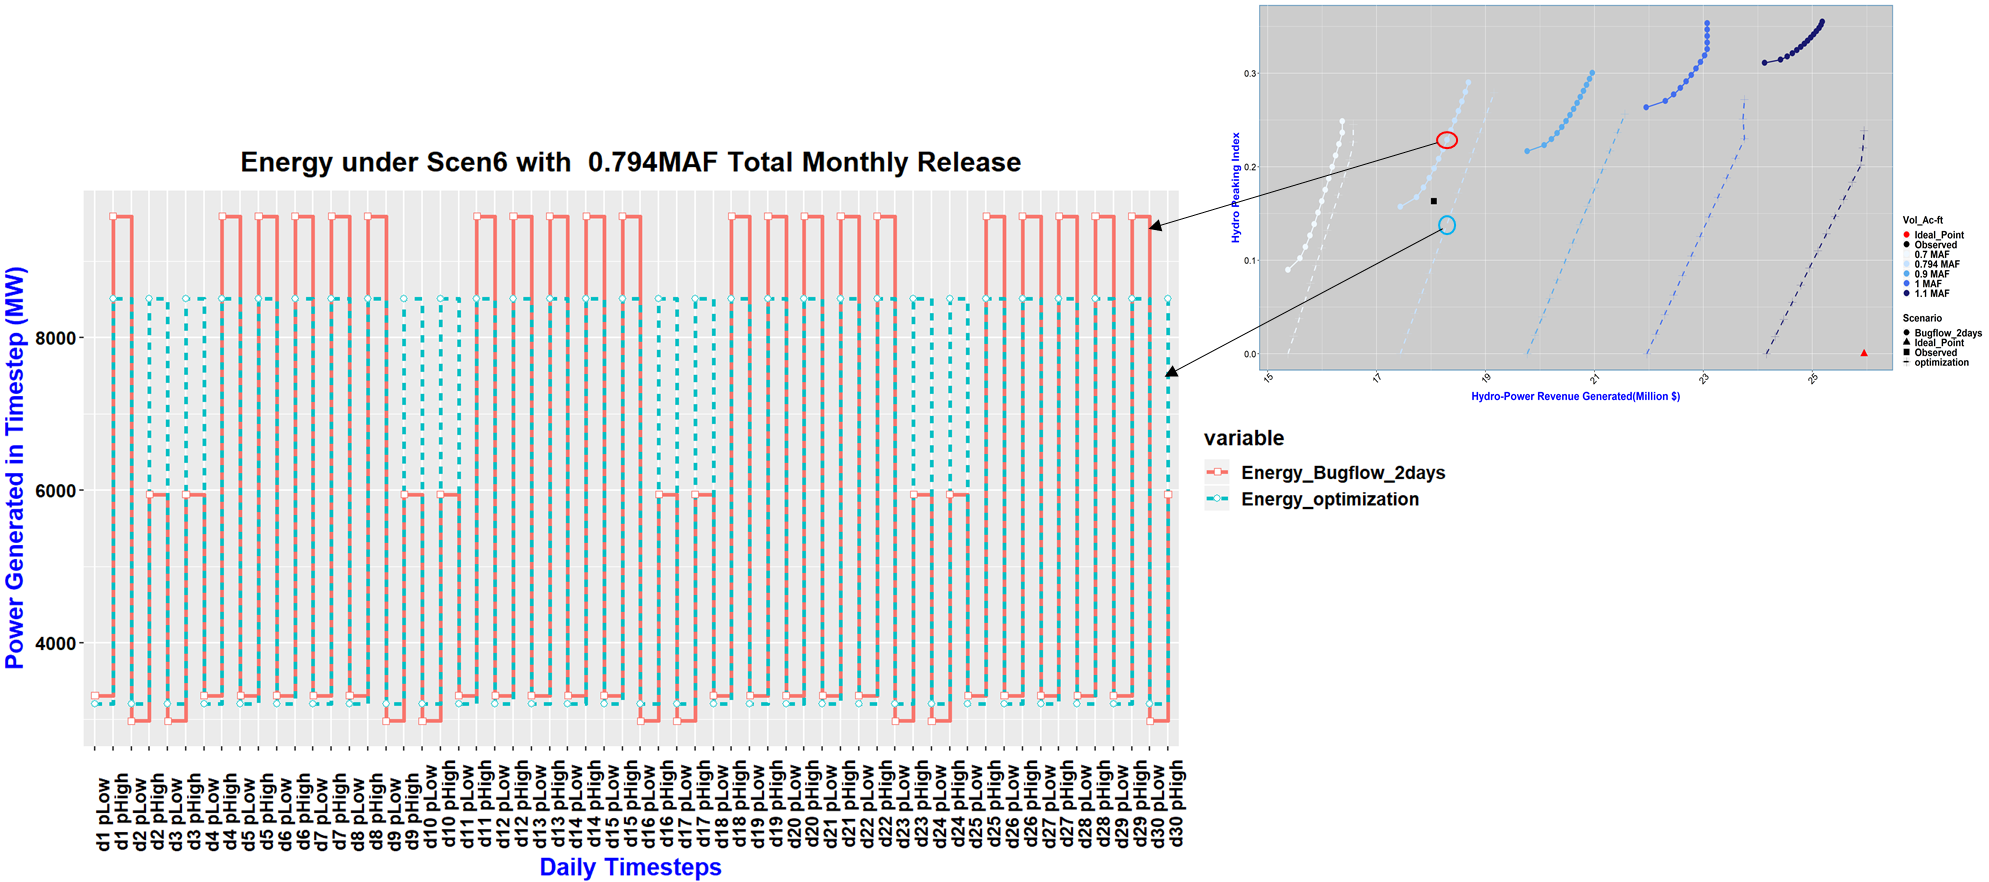 Energy under Scen6 with  0.794MAF Total Monthly Release
Power Generated in Timestep (MW)
8000
6000
4000
d1 pLow
d1 pHigh
d2 pLow
d2 pHigh
d3 pLow
d3 pHigh
d4 pLow
d4 pHigh
d5 pLow
d5 pHigh
d6 pLow
d6 pHigh
d7 pLow
d7 pHigh
d8 pLow
d8 pHigh
d9 pLow
d9 pHigh
d10 pLow
d10 pHigh
d11 pLow
d11 pHigh
d12 pLow
d12 pHigh
d13 pLow
d13 pHigh
d14 pLow
d14 pHigh
d15 pLow
d15 pHigh
d16 pLow
d16 pHigh
d17 pLow
d17 pHigh
d18 pLow
d18 pHigh
d19 pLow
d19 pHigh
d20 pLow
d20 pHigh
d21 pLow
d21 pHigh
d22 pLow
d22 pHigh
d23 pLow
d23 pHigh
d24 pLow
d24 pHigh
d25 pLow
d25 pHigh
d26 pLow
d26 pHigh
d27 pLow
d27 pHigh
d28 pLow
d28 pHigh
d29 pLow
d29 pHigh
d30 pLow
d30 pHigh
Daily Timesteps
Hydro Peaking Index
0.3
0.2
0.1
0.0
15
17
19
21
23
25
Hydro-Power Revenue Generated(Million $)
Vol_Ac-ft
Ideal_Point
Observed
0.7 MAF
0.794 MAF
0.9 MAF
1 MAF
1.1 MAF
Scenario
Bugflow_2days
Ideal_Point
Observed
optimization
variable
Energy_Bugflow_2days
Energy_optimization